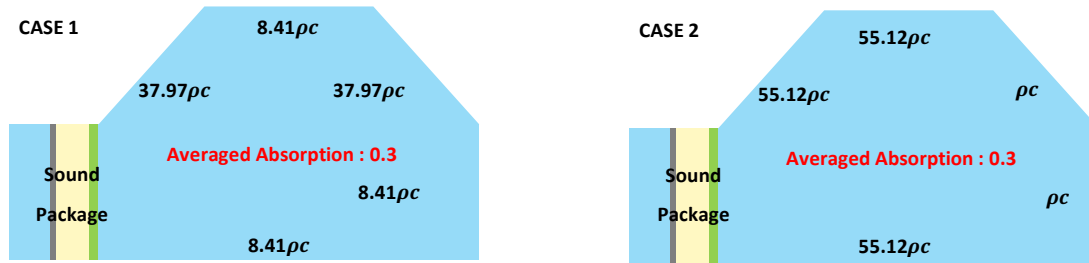 CASE 1
8.41ρc
37.97ρc
37.97ρc
Averaged Absorption : 0.3
Sound
Package
8.41ρc
8.41ρc
CASE 2
55.12ρc
55.12ρc
ρc
Averaged Absorption : 0.3
Sound
Package
ρc
55.12ρc